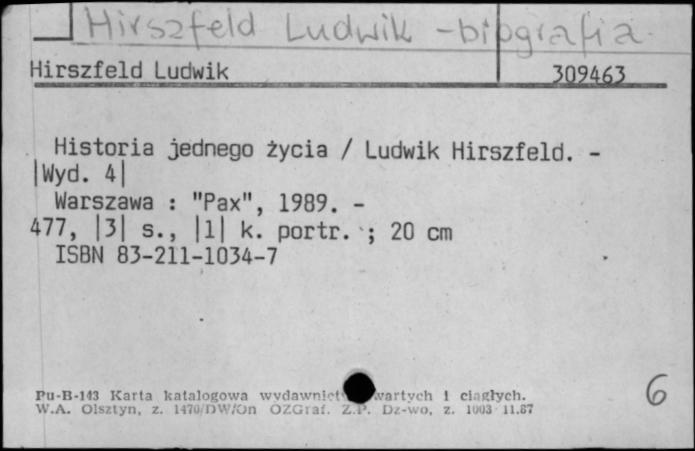 Hirszfeld Ludwik - biografia
Hirszfeld Ludwik 309463
Historia jednego życia / Ludwik Hirszfeld. -
|Wyd. 4|
Warszawa : "Pax", 1989. -
477, |3| s., |1| k. portr. ; 20 cm
ISBN 83-211-1034-7
Pu-B-143 Karta katalogowa wydawnict wartych i ciągłych.
W.A. Olsztyn, z. 1470/DW/On OZGraf. Z.P. Dz-wo, z. 1003 11.87
6